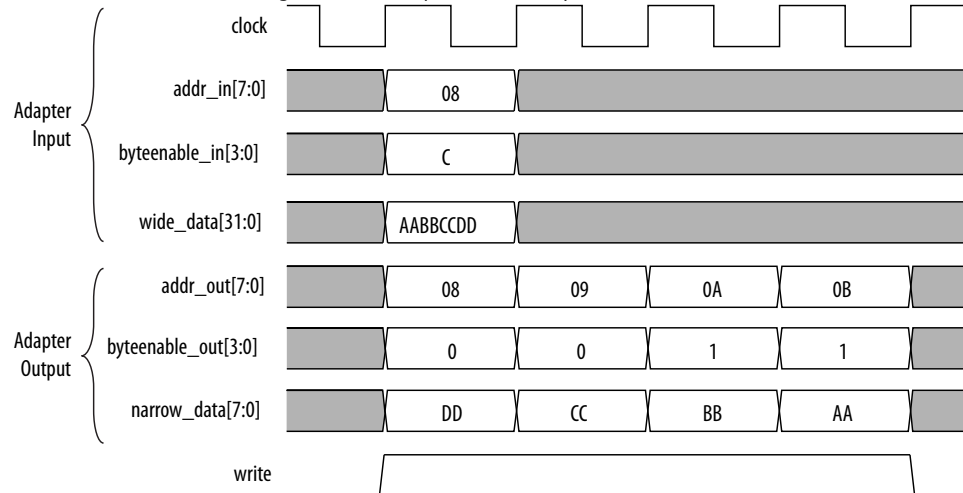 clock
addr_in[7:0] 08
Adapter
Input
byteenable_in[3:0] C
wide_data[31:0] AABBCCDD
addr_out[7:0] 08 09 0A 0B
Adapter
Output
byteenable_out[3:0] 0 0 1 1
narrow_data[7:0] DD CC BB AA
write